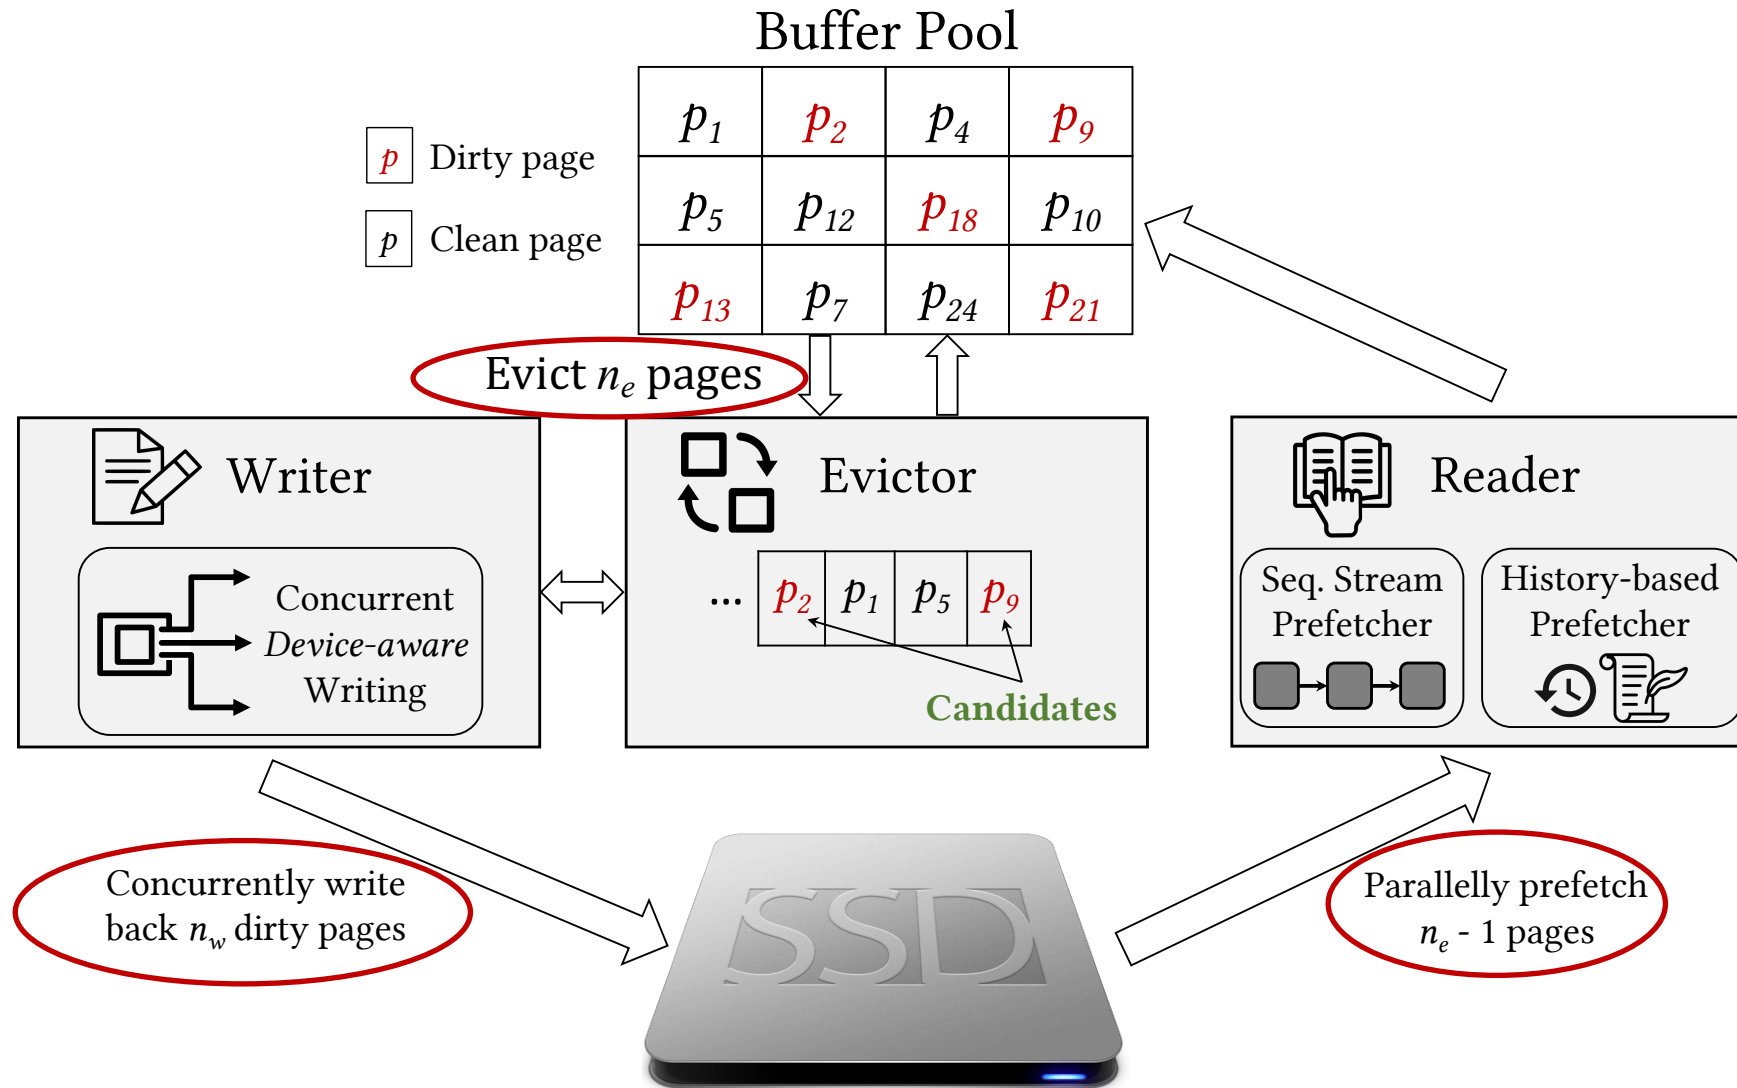 Buffer Pool
p1 p2 p4 p9
p5 p12 p18 p10
p13 p7 p24 p21
p Dirty page
p Clean page
Evict ne pages
Writer
Concurrent
Device-aware
Writing
Evictor
... p2 p1 p5 p9
Candidates
Reader
Seq. Stream
Prefetcher
History-based
Prefetcher
Concurrently write
back nw dirty pages
SSD
Parallelly prefetch
ne - 1 pages